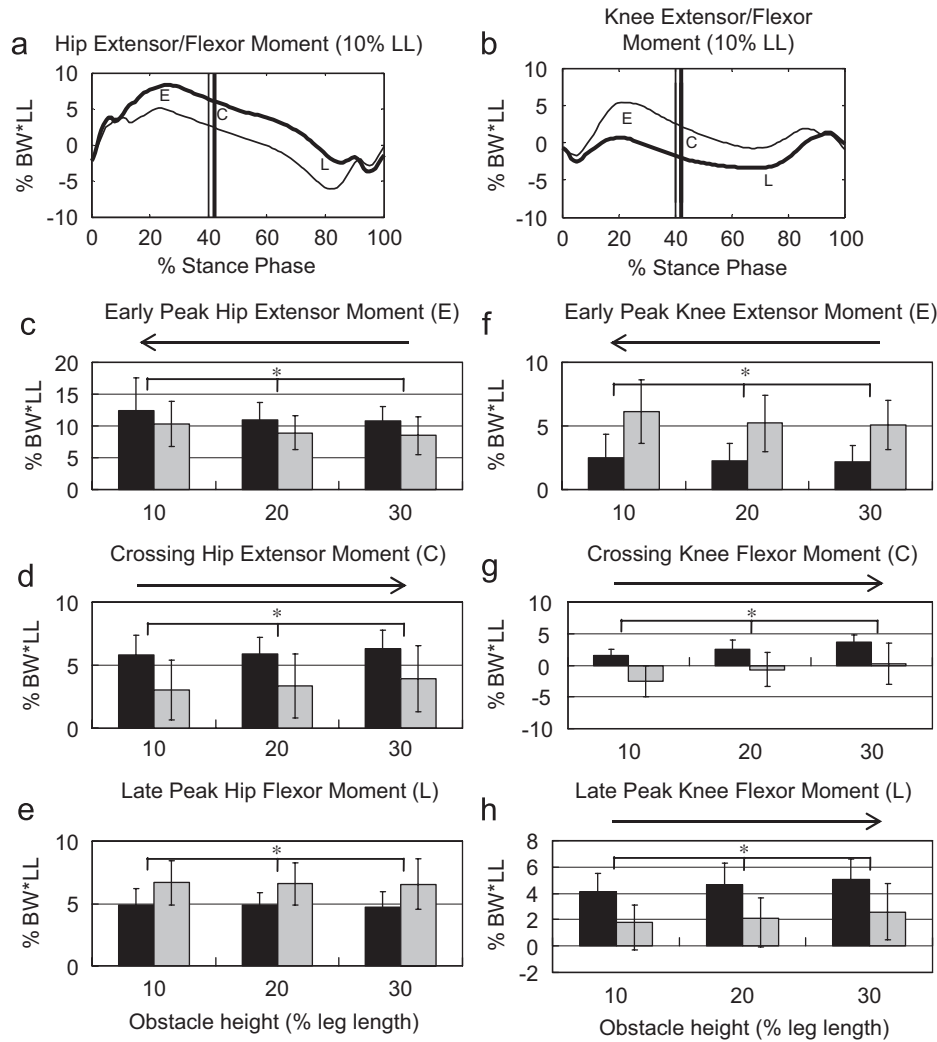 a
Hip Extensor/Flexor Moment (10% LL)
10
5
0
-5
-10
% BW*LL
E
C
L
0 20 40 60 80 100
% Stance Phase
b
Knee Extensor/Flexor
Moment (10% LL)
10
5
0
-5
-10
% BW*LL
E
C
L
0 20 40 60 80 100
% Stance Phase
c
Early Peak Hip Extensor Moment (E)
20
15
10
5
0
% BW*LL
*
10 20 30
d
Crossing Hip Extensor Moment (C)
10
5
0
% BW*LL
*
10 20 30
e
Late Peak Hip Flexor Moment (L)
10
5
0
% BW*LL
*
10 20 30
Obstacle height (% leg length)
f
Early Peak Knee Extensor Moment (E)
10
5
0
% BW*LL
*
10 20 30
g
Crossing Knee Flexor Moment (C)
10
5
0
-5
-10
% BW*LL
*
10 20 30
h
Late Peak Knee Flexor Moment (L)
8
6
4
2
0
-2
% BW*LL
*
10 20 30
Obstacle height (% leg length)